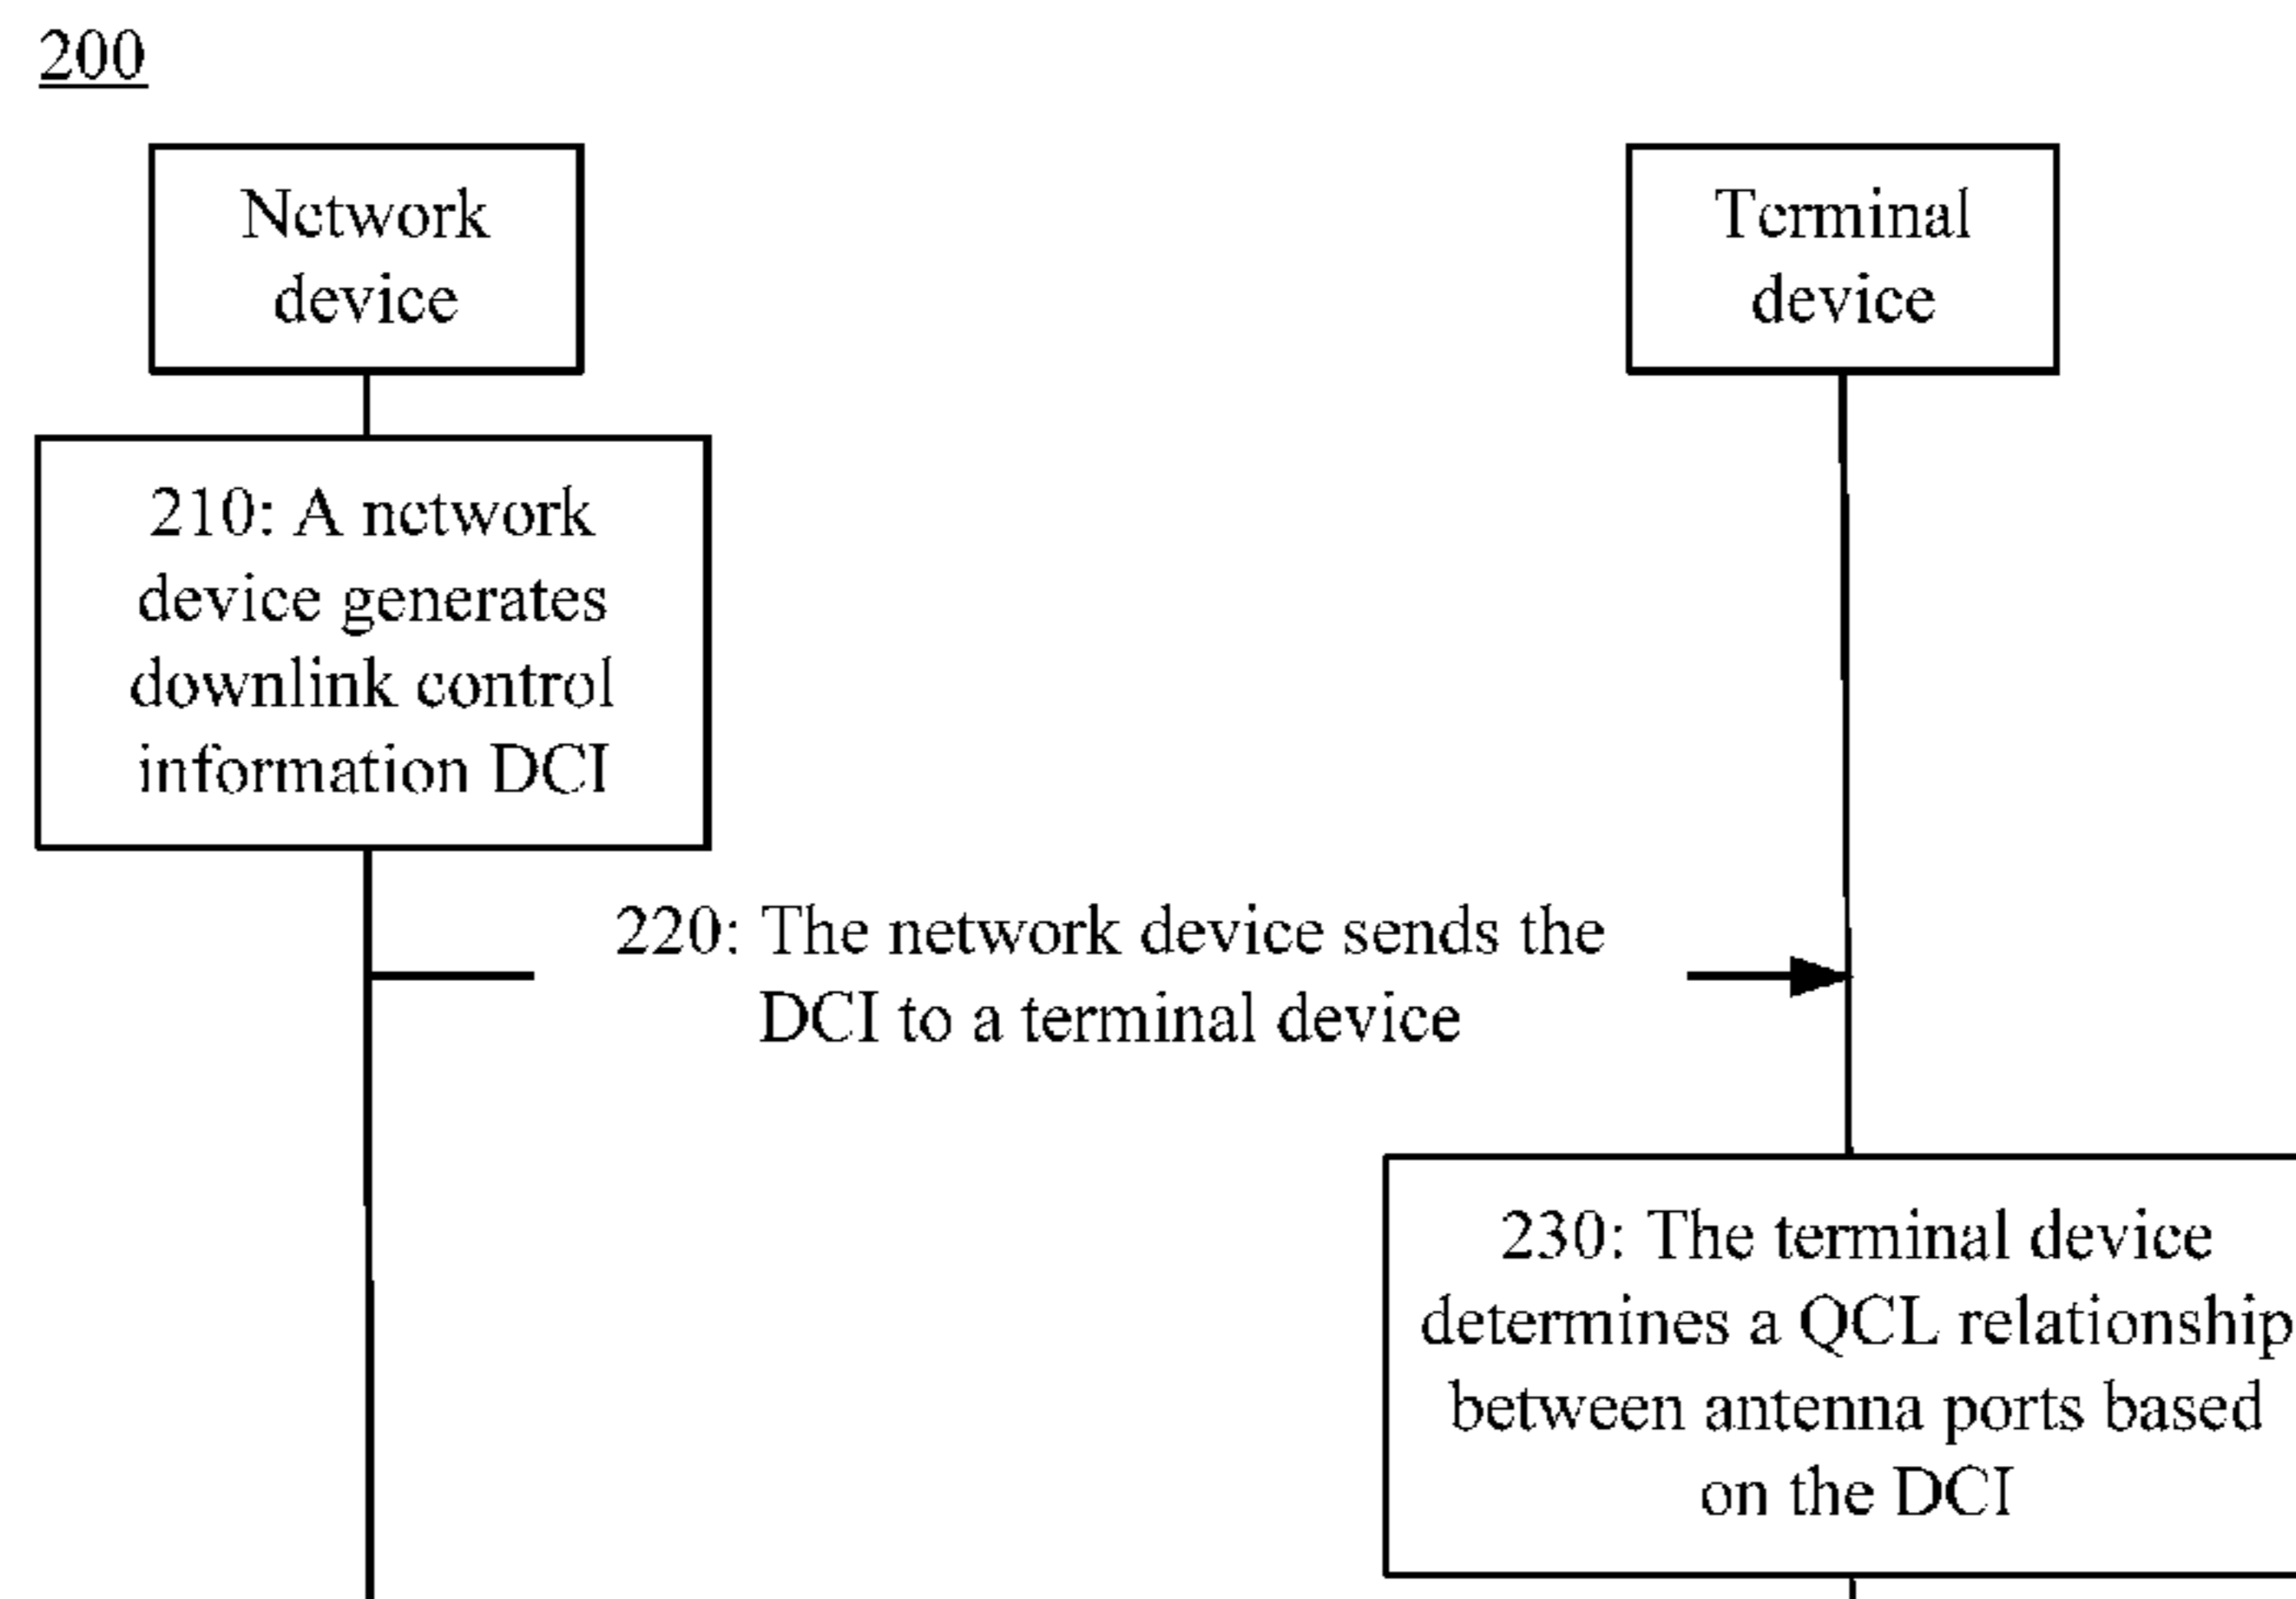 200
Network
device
Terminal
device
210: A network
device generates
downlink control
information DCI
220: The network device sends the
DCI to a terminal device
230: The terminal device
determines a QCL relationship
between antenna ports based
on the DCI